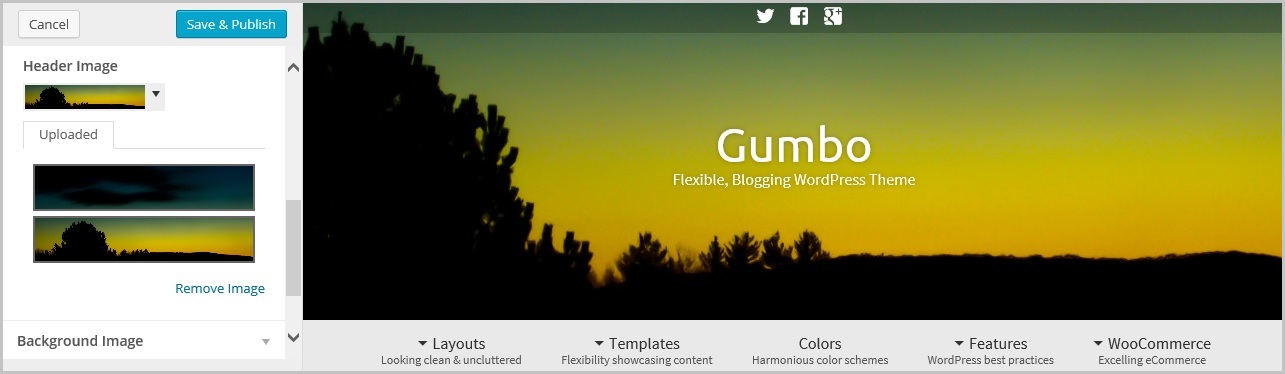 Cancel
Save & Publish
Header Image
Uploaded
Remove Image
Background Image
Gumbo
Flexible, Blogging WordPress Theme
Layouts
Looking clean & uncluttered
Templates
Flexibility showcasing content
Colors
Harmonious color schemes
Features
WordPress best practices
WooCommerce
Excelling eCommerce